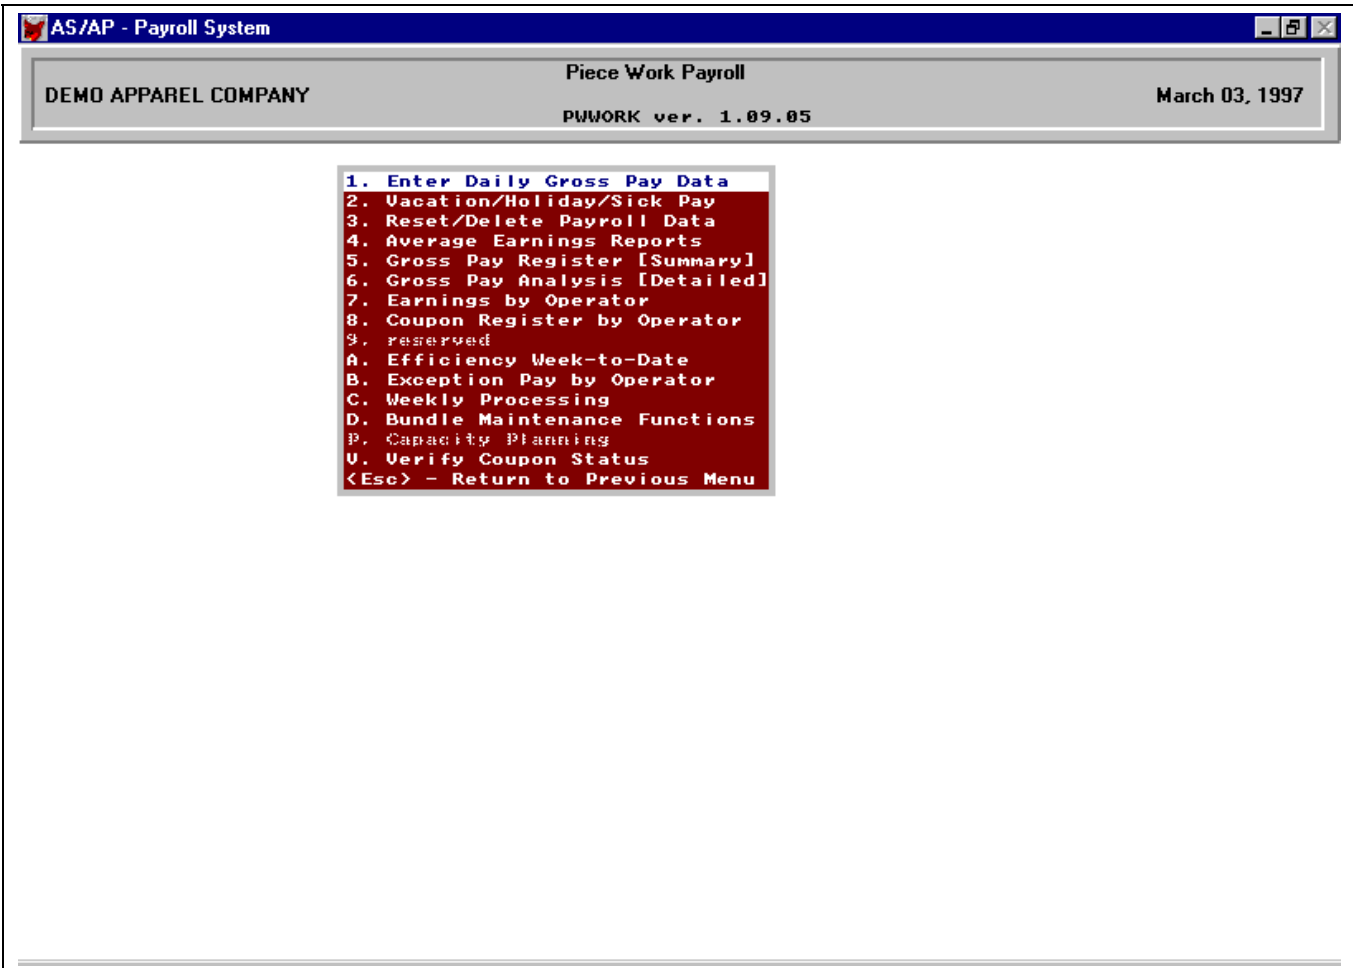 AS/AP - Payroll System
Piece Work Payroll
DEMO APPAREL COMPANY
March 03, 1997
PWWORK ver. 1.09.05
1. Enter Daily Gross Pay Data
2. Vacation/Holiday/Sick Pay
3. Reset/Delete Payroll Data
4. Average Earnings Reports
5. Gross Pay Register [Summary]
6. Gross Pay Analysis [Detailed]
7. Earnings by Operator
8. Coupon Register by Operator
9. reserved
A. Efficiency Week-to-Date
B. Exception Pay by Operator
C. Weekly Processing
D. Bundle Maintenance Functions
P. Capacity Planning
V. Verify Coupon Status
<Esc> - Return to Previous Menu